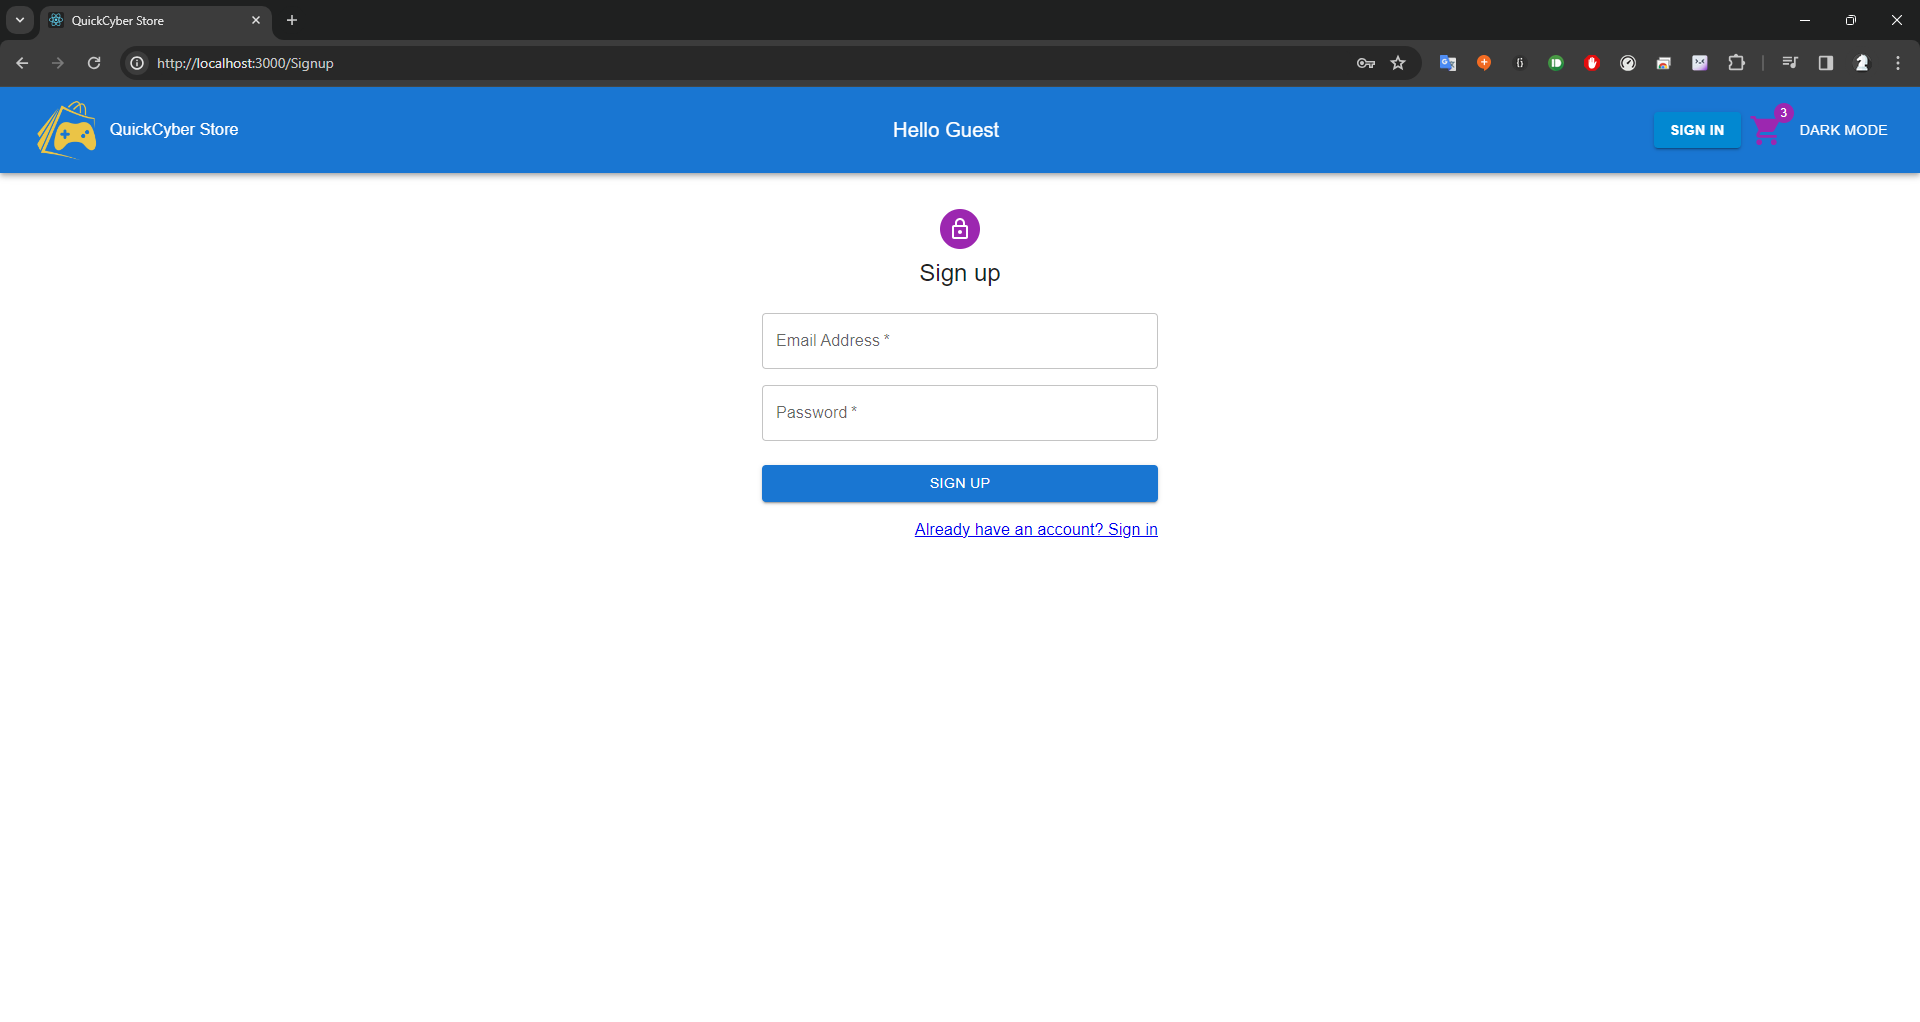 QuickCyber Store
http://localhost:3000/Signup
QuickCyber Store
Hello Guest
SIGN IN
3
DARK MODE
Sign up
Email Address *
Password *
SIGN UP
Already have an account? Sign in